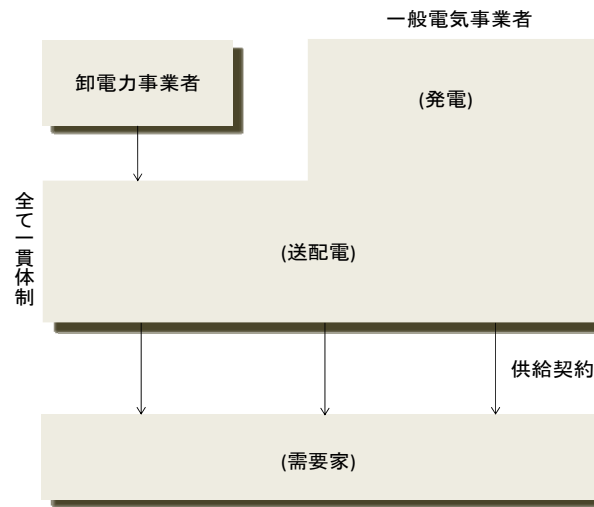 一般電気事業者
卸電力事業者
(発電)
全て一貫体制
(送配電)
供給契約
(需要家)